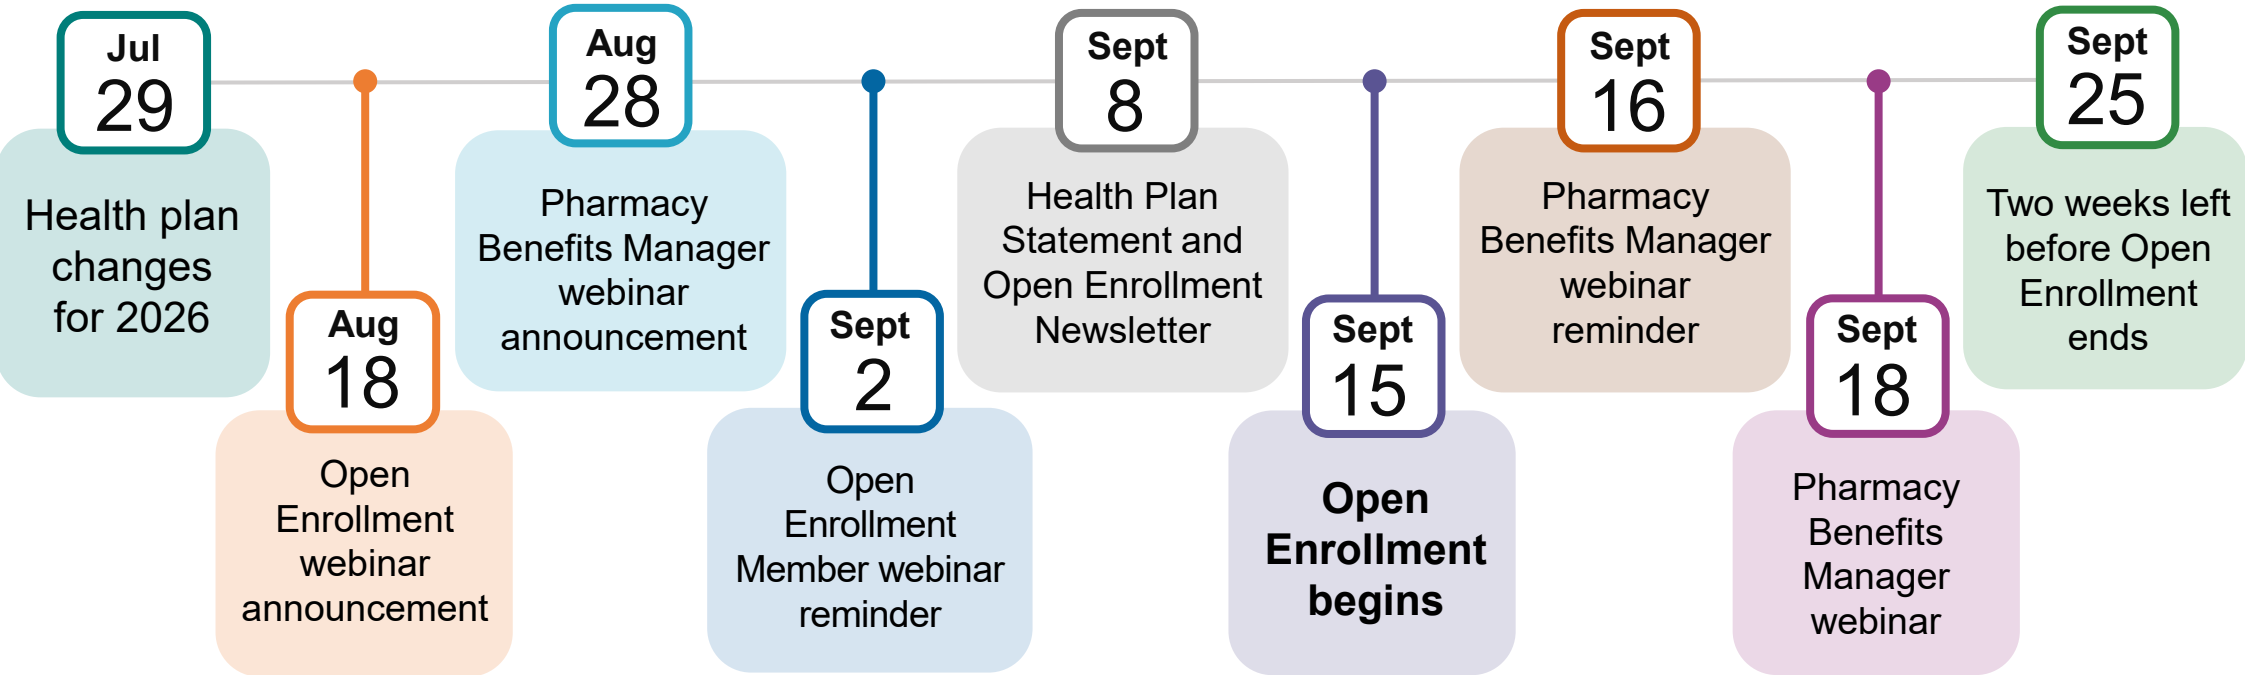 Jul
29
Health plan
changes
for 2026
Aug
18
Open
Enrollment
webinar
announcement
Aug
28
Pharmacy
Benefits Manager
webinar
announcement
Sept
2
Open
Enrollment
Member webinar
reminder
Sept
8
Health Plan
Statement and
Open Enrollment
Newsletter
Sept
15
Open
Enrollment
begins
Sept
16
Pharmacy
Benefits Manager
webinar
reminder
Sept
18
Pharmacy
Benefits
Manager
webinar
Sept
25
Two weeks left
before Open
Enrollment
ends